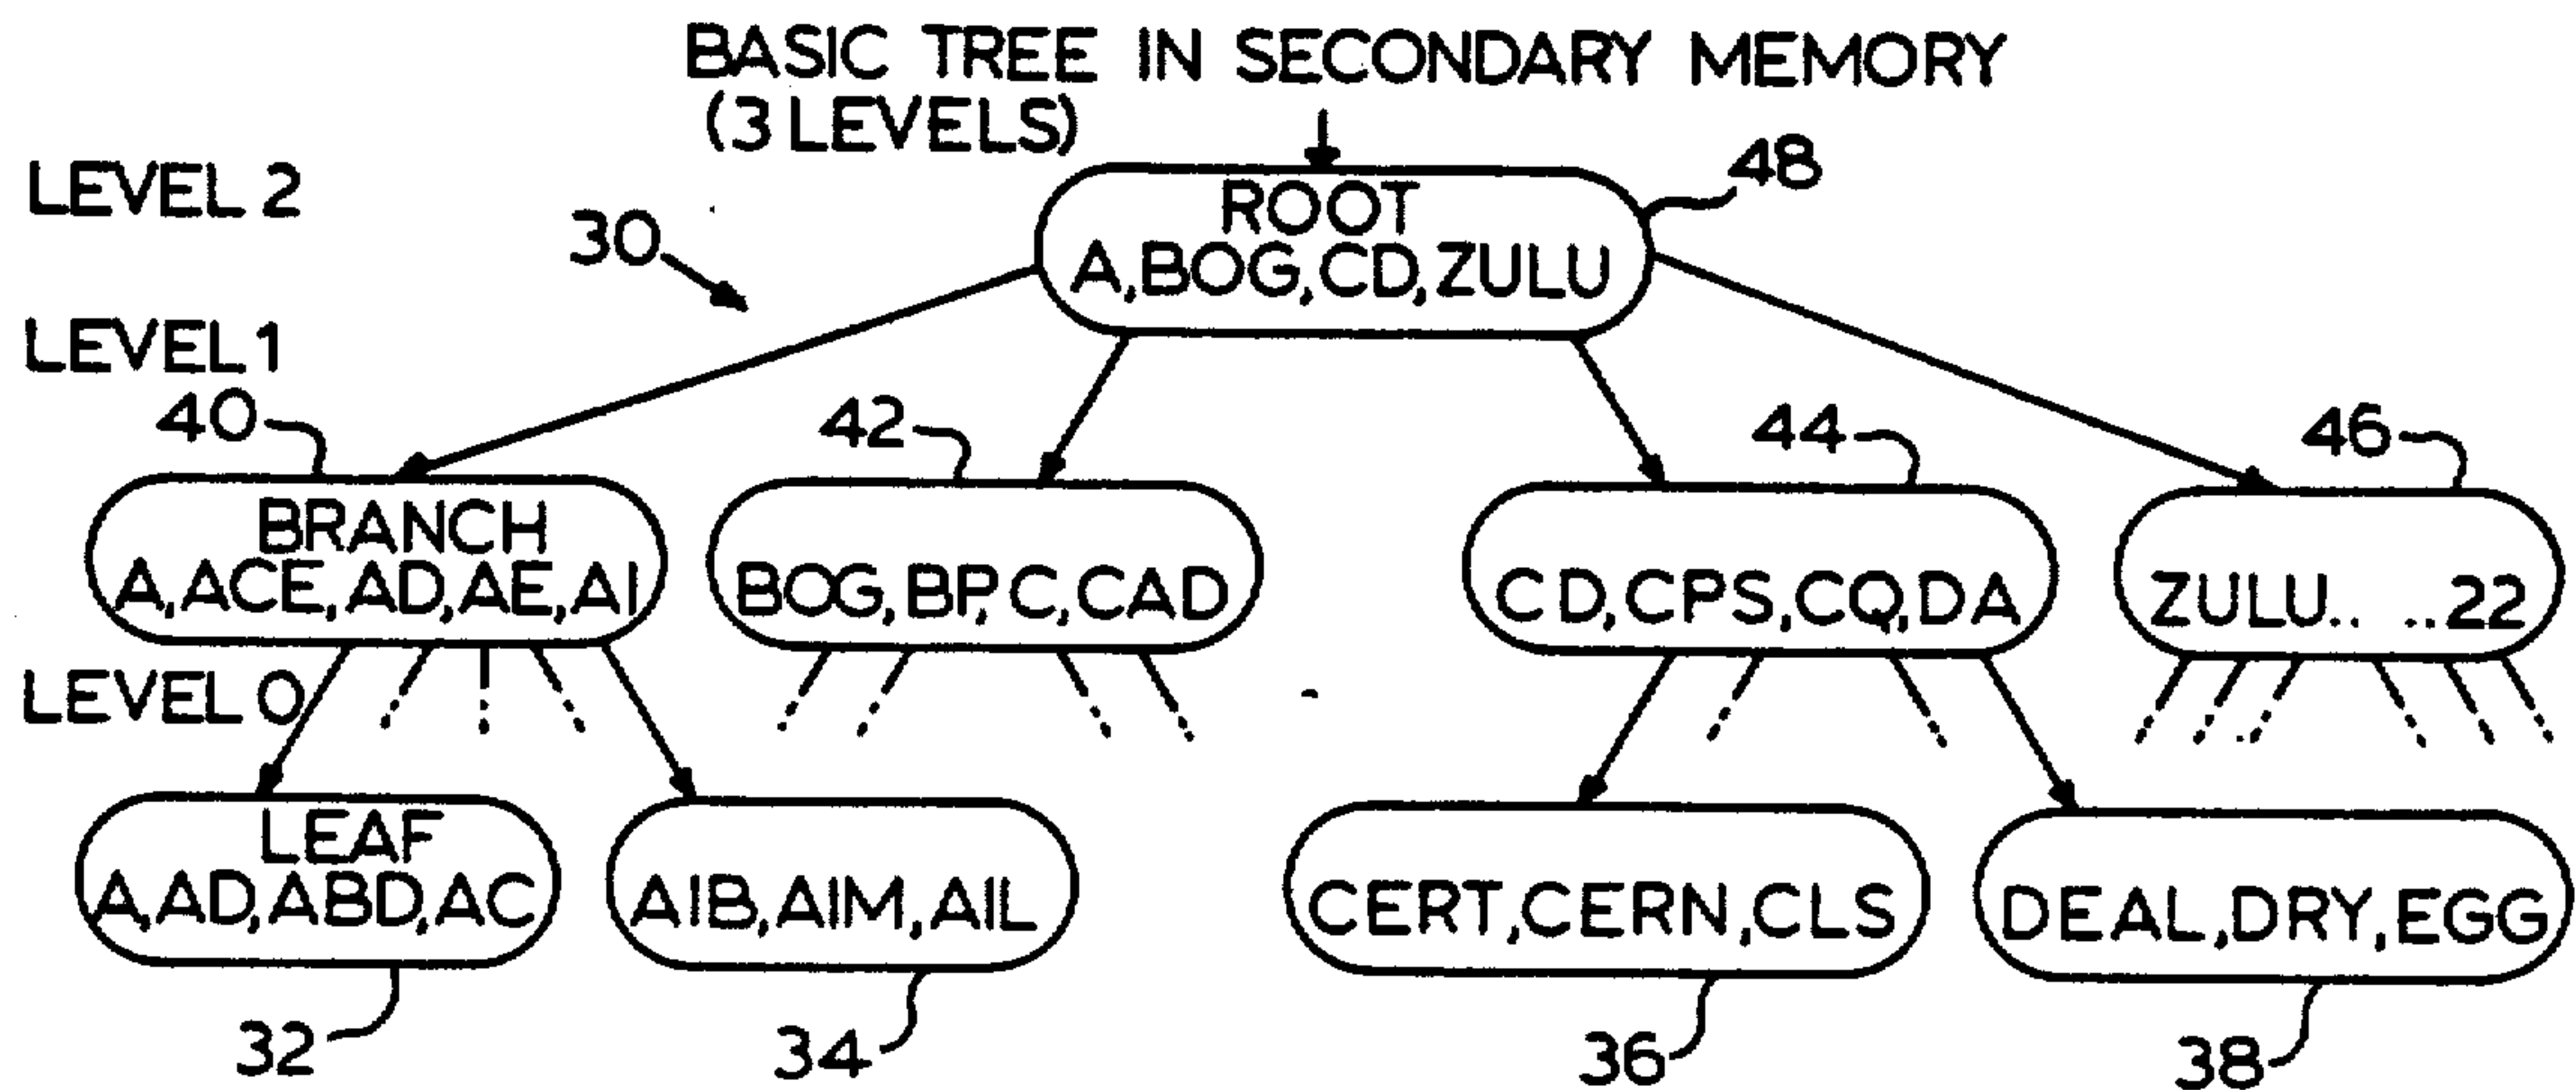 BASIC TREE IN SECONDARY MEMORY
(3 LEVELS)
LEVEL 2
48
30
ROOT
A,BOG,CD,ZULU
LEVEL 1
40
42
44
46
BRANCH
A,ACE,AD,AE,AI
BOG,BP,C,CAD
CD,CPS,CQ,DA
ZULU.. ..22
LEVEL 0
LEAF
A,AD,ABD,AC
AIB,AIM,AIL
CERT,CERN,CLS
DEAL,DRY,EGG
32
34
36
38